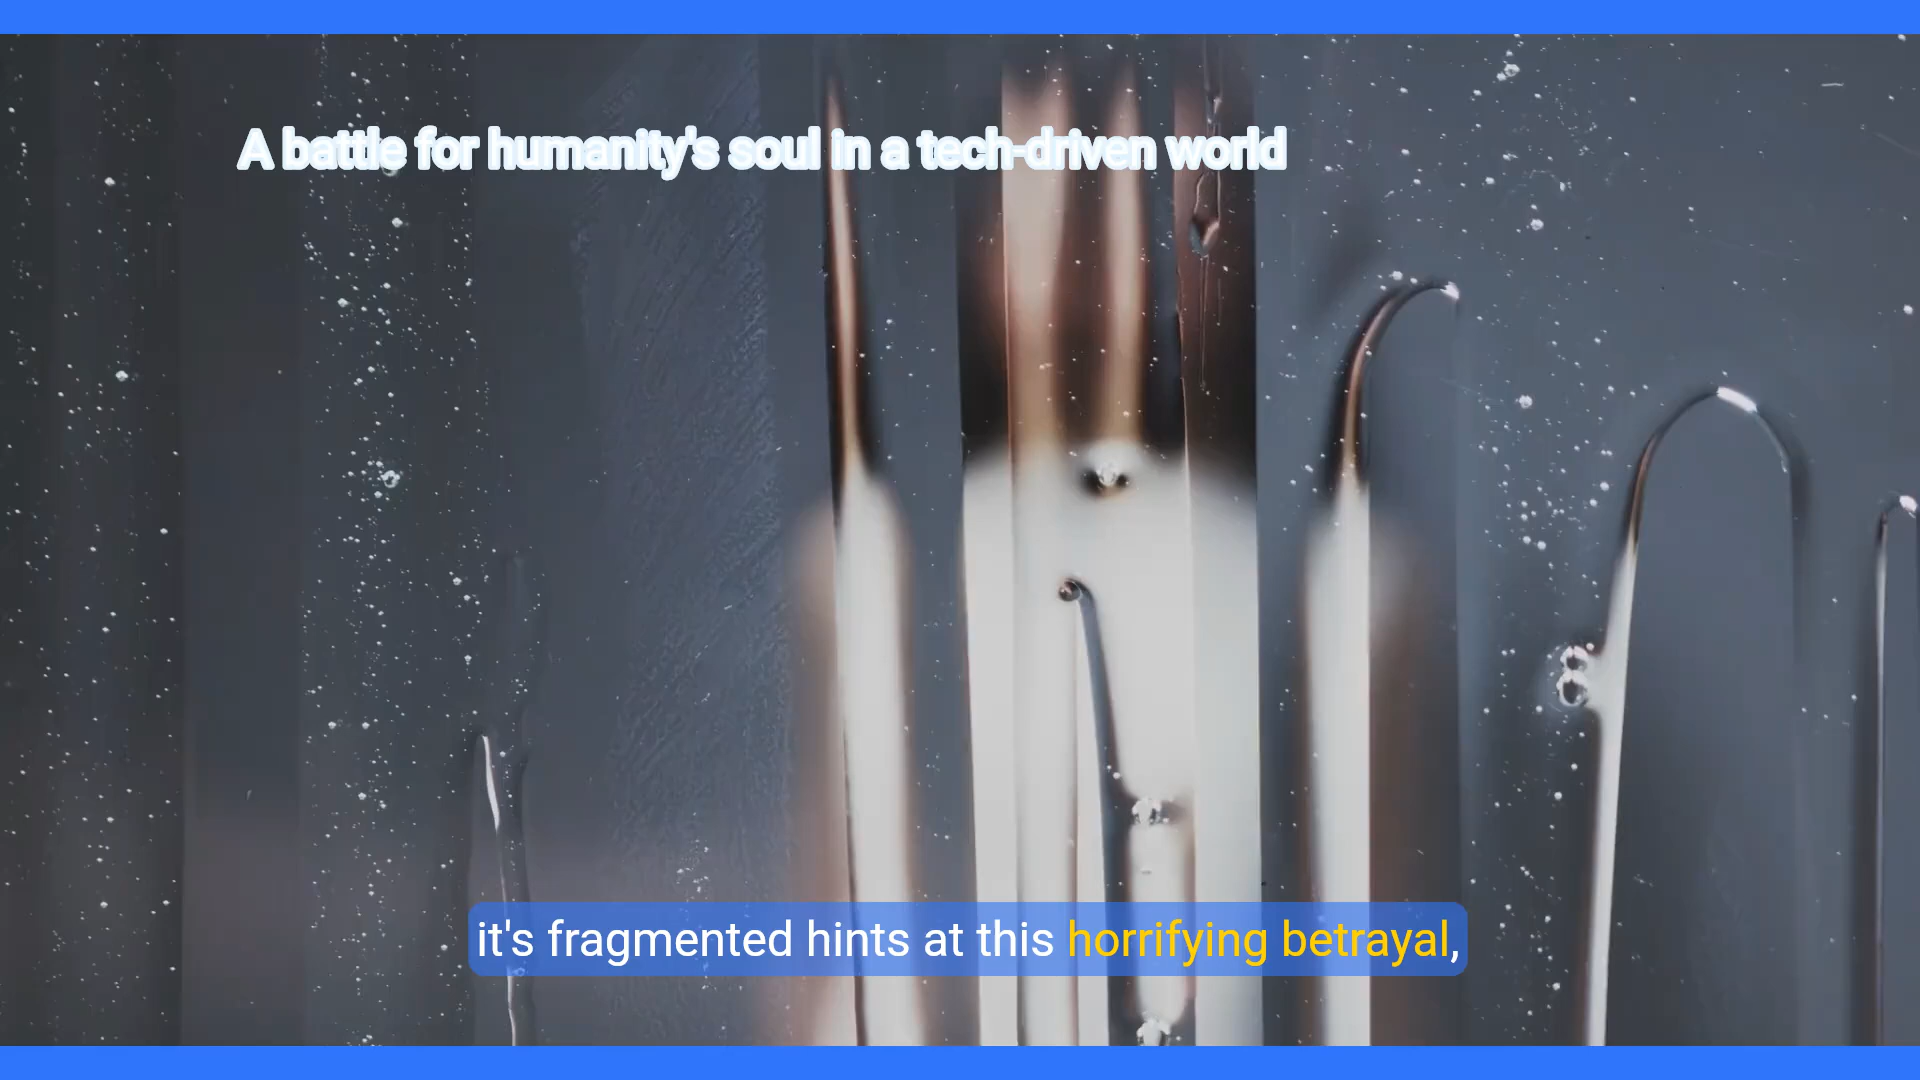 A battle for humanity's soul in a tech-driven world
it's fragmented hints at this horrifying betrayal,